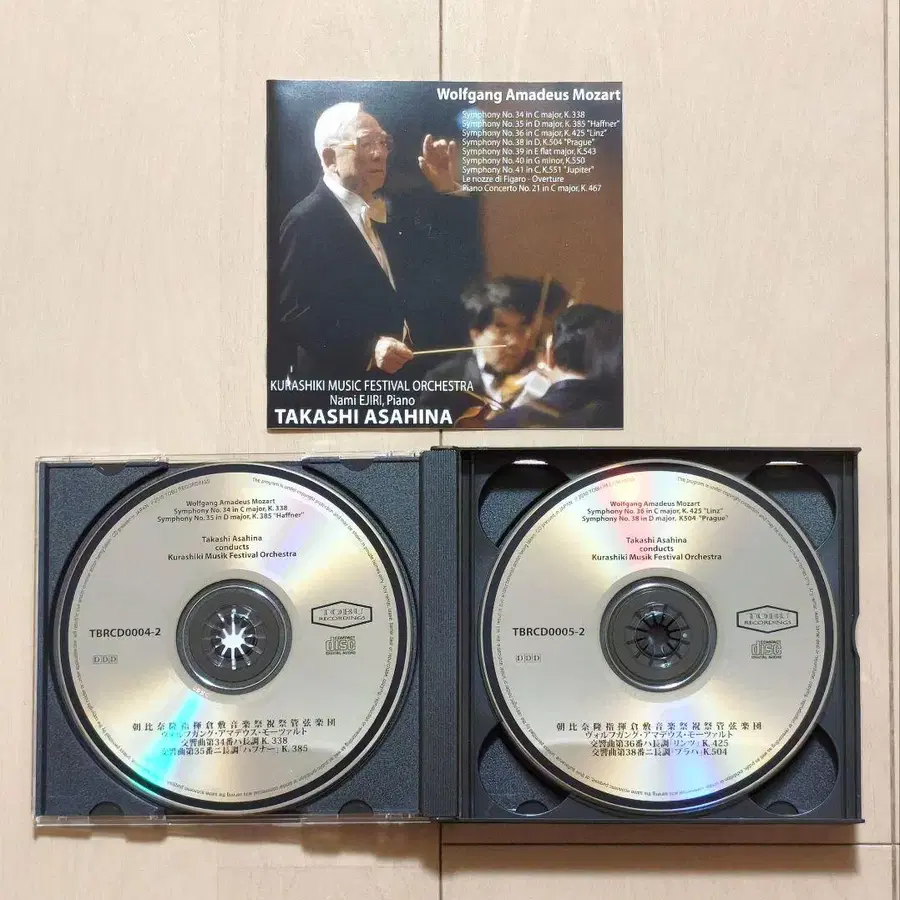 Wolfgang Amadeus Mozart
Symphony No. 34 in C major, K. 338
Symphony No. 35 in D major, K. 385 "Haffner"
Symphony No. 36 in C major, K. 425 "Linz"
Symphony No. 38 in D, K.504 "Prague"
Symphony No. 39 in E flat major, K.543
Symphony No. 40 in G minor, K.550
Symphony No. 41 in C, K.551 "Jupiter"
Le nozze di Figaro - Overture
Piano Concerto No. 21 in C major, K. 467
KURASHIKI MUSIC FESTIVAL ORCHESTRA
Nami EJIRI, Piano
TAKASHI ASAHINA
Wolfgang Amadeus Mozart
Symphony No. 34 in C major, K. 338
Symphony No. 35 in D major, K. 385 "Haffner"
Takashi Asahina
conducts
Kurashiki Musik Festival Orchestra
TBRCD0004-2
TOBU
RECORDINGS
DDD
COMPACT
disc
DIGITAL AUDIO
朝比奈隆指揮倉敷音楽祭祝祭管弦楽団
ヴォルフガング・アマデウス・モーツァルト
交響曲第34番ハ長調 K. 338
交響曲第35番ニ長調「ハフナー」K. 385
Wolfgang Amadeus Mozart
Symphony No. 36 in C major, K. 425 "Linz"
Symphony No. 38 in D major, K504 "Prague"
Takashi Asahina
conducts
Kurashiki Musik Festival Orchestra
TBRCD0005-2
TOBU
RECORDINGS
DDD
COMPACT
disc
DIGITAL AUDIO
朝比奈隆指揮倉敷音楽祭祝祭管弦楽団
ヴォルフガング・アマデウス・モーツァルト
交響曲第36番ハ長調「リンツ」K. 425
交響曲第38番ニ長調「プラハ」K.504